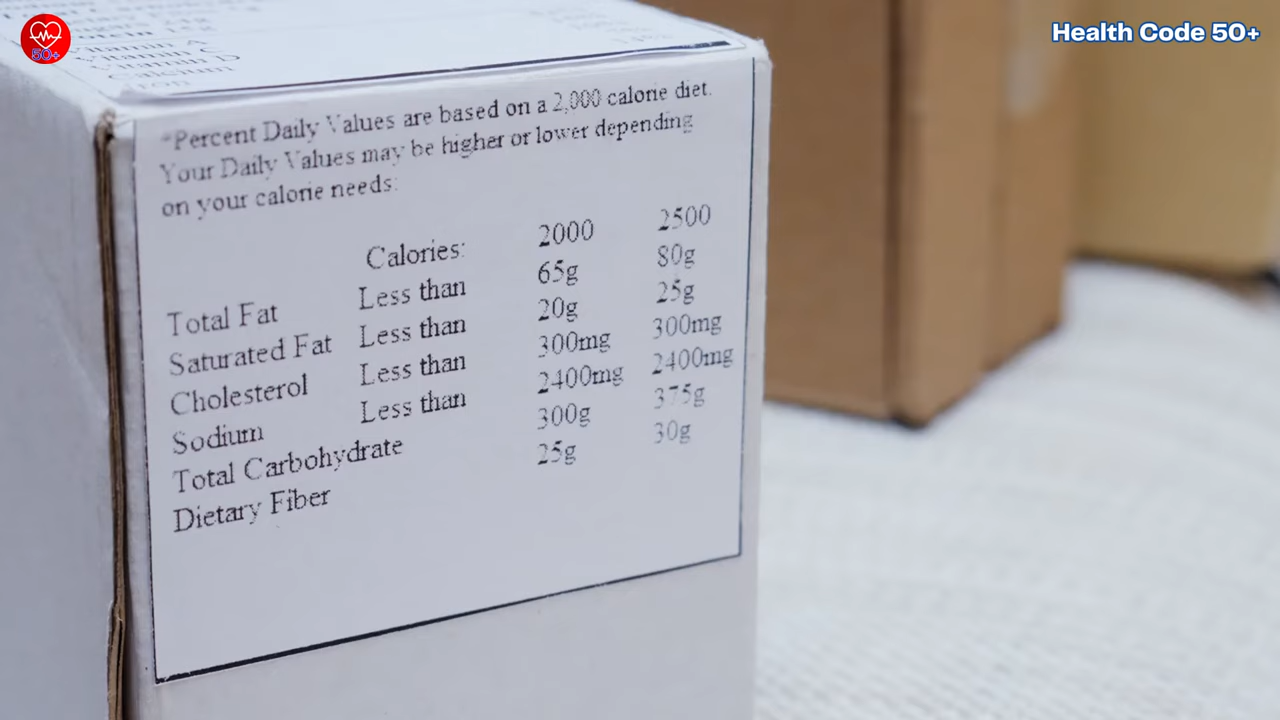 50+
Health Code 50+
*Percent Daily Values are based on a 2,000 calorie diet.
Your Daily Values may be higher or lower depending
on your calorie needs:
Calories: 2000 2500
Total Fat Less than 65g 80g
Saturated Fat Less than 20g 25g
Cholesterol Less than 300mg 300mg
Sodium Less than 2400mg 2400mg
Total Carbohydrate 300g 375g
Dietary Fiber 25g 30g